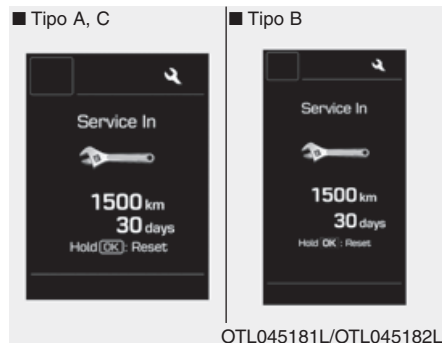 ■ Tipo A, C
Service In
1500 km
30 days
Hold OK : Reset
■ Tipo B
Service In
1500 km
30 days
Hold OK : Reset
OTL045181L/OTL045182L